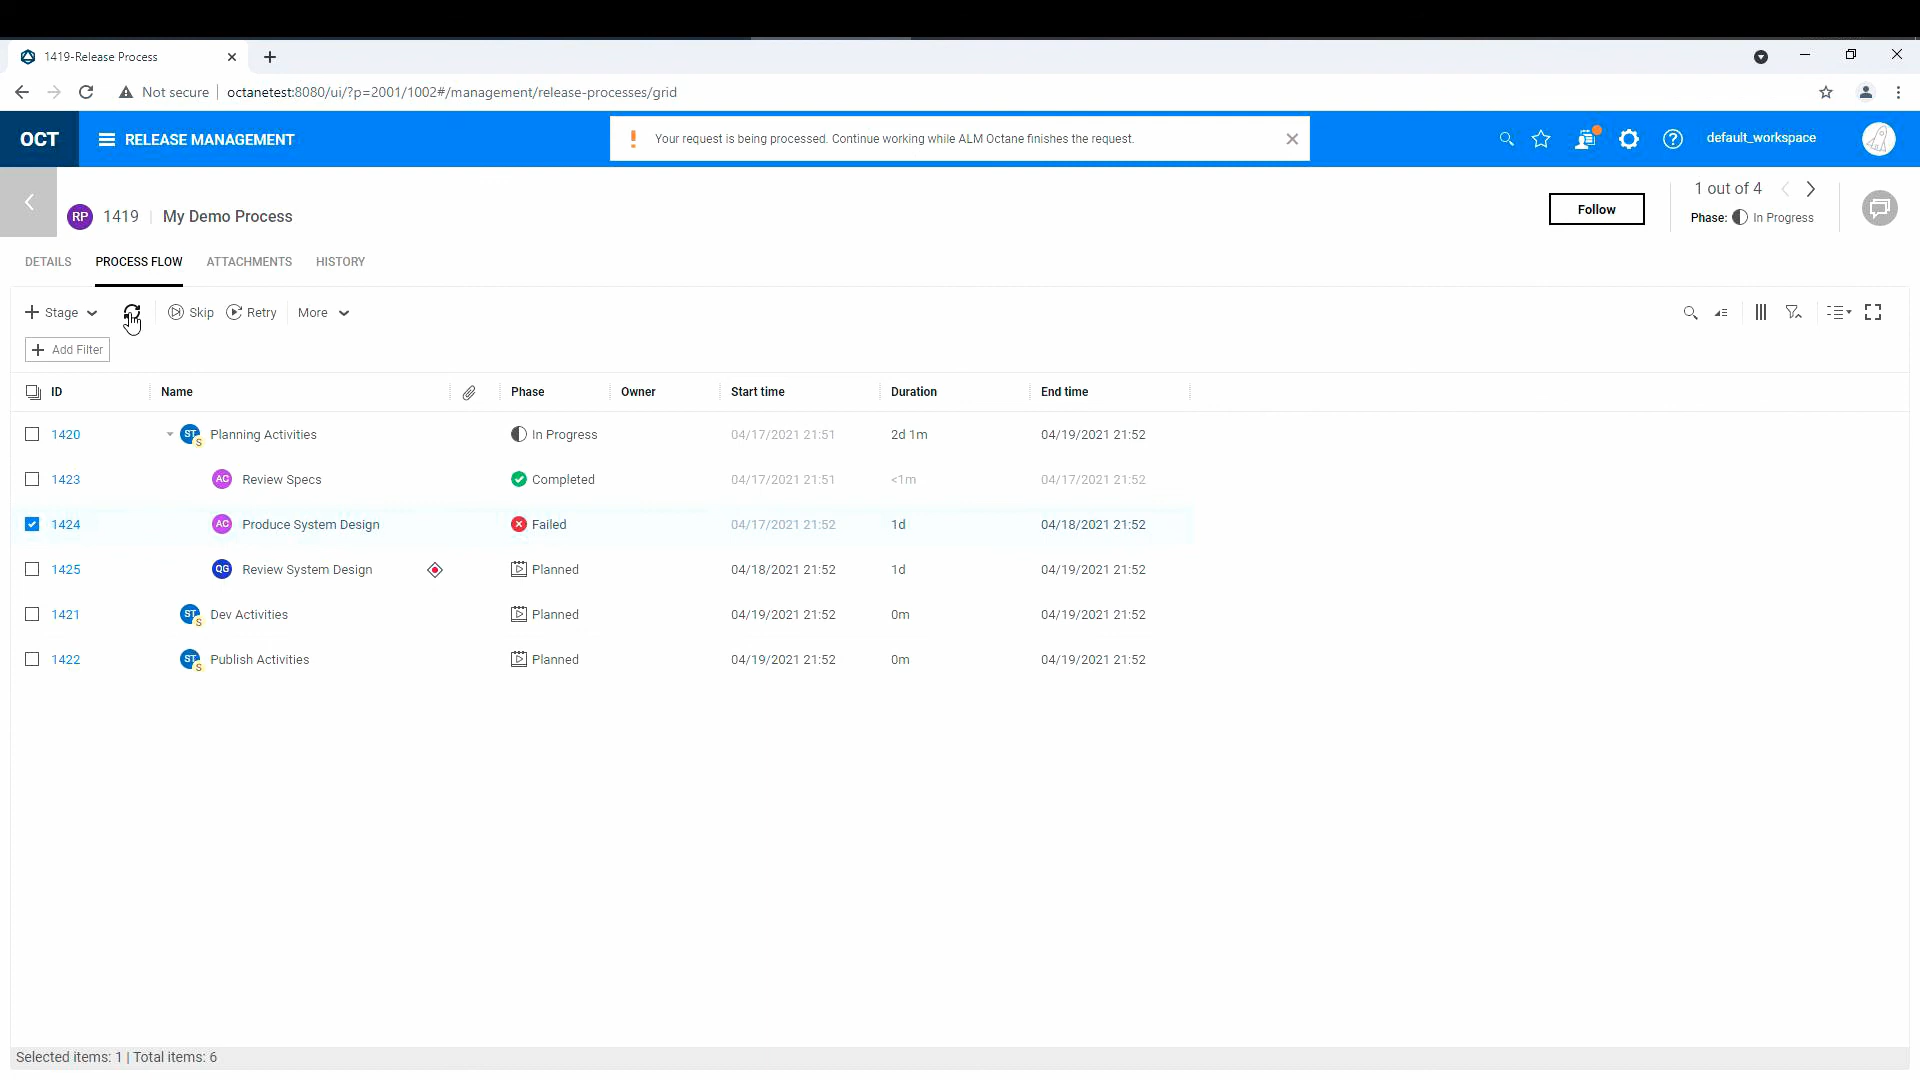 1419-Release Process
Not secure octanetest:8080/ui/?p=2001/1002#/management/release-processes/grid
OCT RELEASE MANAGEMENT Your request is being processed. Continue working while ALM Octane finishes the request. default_workspace
1 out of 4
RP 1419 My Demo Process Follow Phase: In Progress
DETAILS PROCESS FLOW ATTACHMENTS HISTORY
+ Stage Skip Retry More
+ Add Filter
ID Name Phase Owner Start time Duration End time
1420 ST S Planning Activities In Progress 04/17/2021 21:51 2d 1m 04/19/2021 21:52
1423 AC Review Specs Completed 04/17/2021 21:51 <1m 04/17/2021 21:52
1424 AC Produce System Design Failed 04/17/2021 21:52 1d 04/18/2021 21:52
1425 QG Review System Design Planned 04/18/2021 21:52 1d 04/19/2021 21:52
1421 ST S Dev Activities Planned 04/19/2021 21:52 0m 04/19/2021 21:52
1422 ST S Publish Activities Planned 04/19/2021 21:52 0m 04/19/2021 21:52
Selected items: 1 | Total items: 6